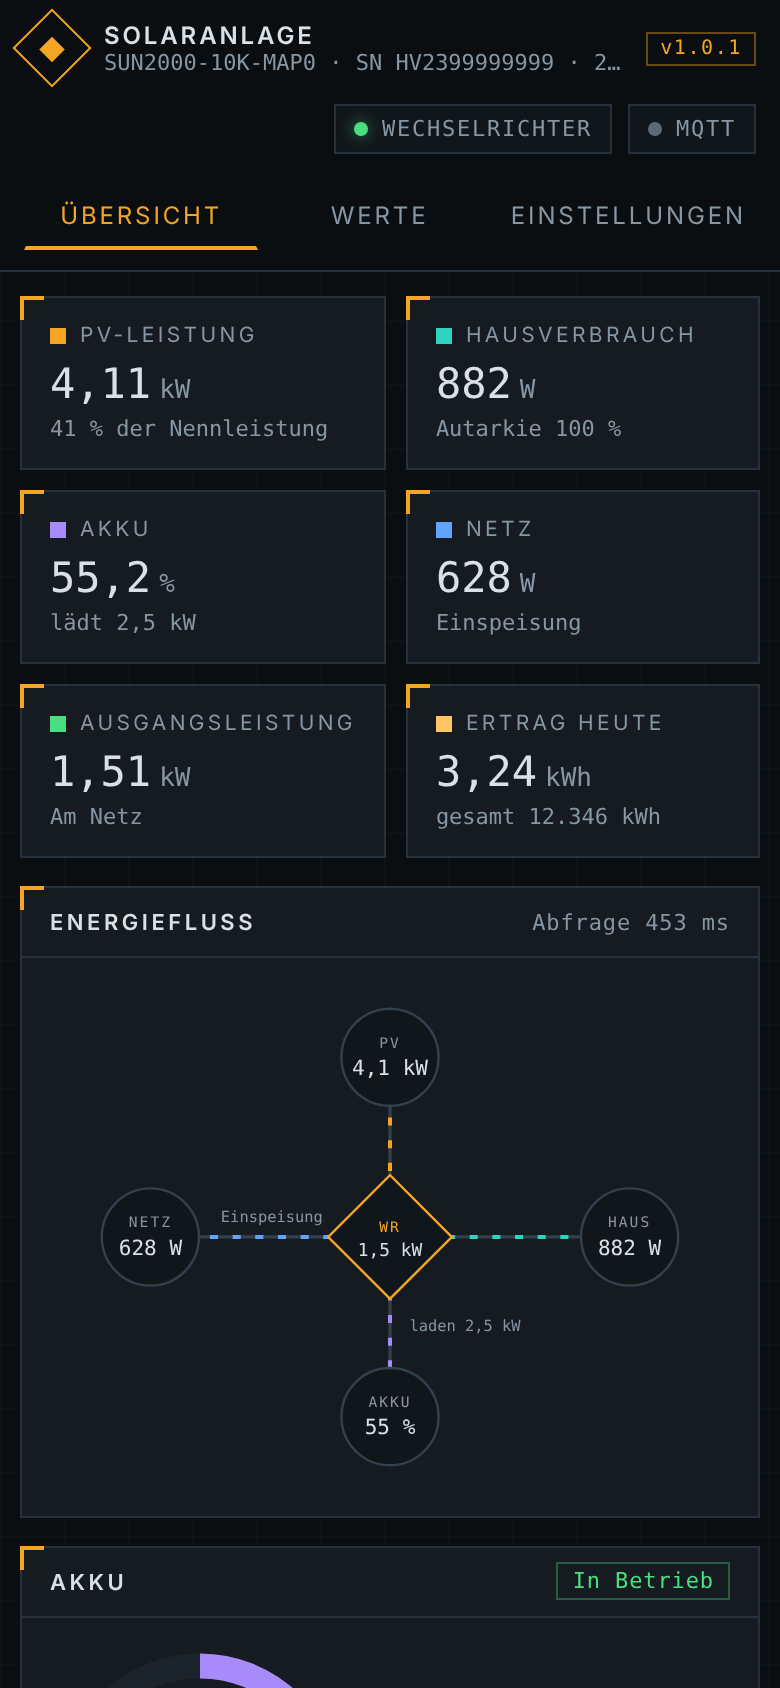 SOLARANLAGE
SUN2000-10K-MAP0 · SN HV2399999999 · 2…
v1.0.1
WECHSELRICHTER
MQTT
ÜBERSICHT
WERTE
EINSTELLUNGEN
PV-LEISTUNG
4,11 kW
41 % der Nennleistung
HAUSVERBRAUCH
882 W
Autarkie 100 %
AKKU
55,2 %
lädt 2,5 kW
NETZ
628 W
Einspeisung
AUSGANGSLEISTUNG
1,51 kW
Am Netz
ERTRAG HEUTE
3,24 kWh
gesamt 12.346 kWh
ENERGIEFLUSS
Abfrage 453 ms
PV
4,1 kW
NETZ
628 W
Einspeisung
WR
1,5 kW
HAUS
882 W
laden 2,5 kW
AKKU
55 %
AKKU
In Betrieb